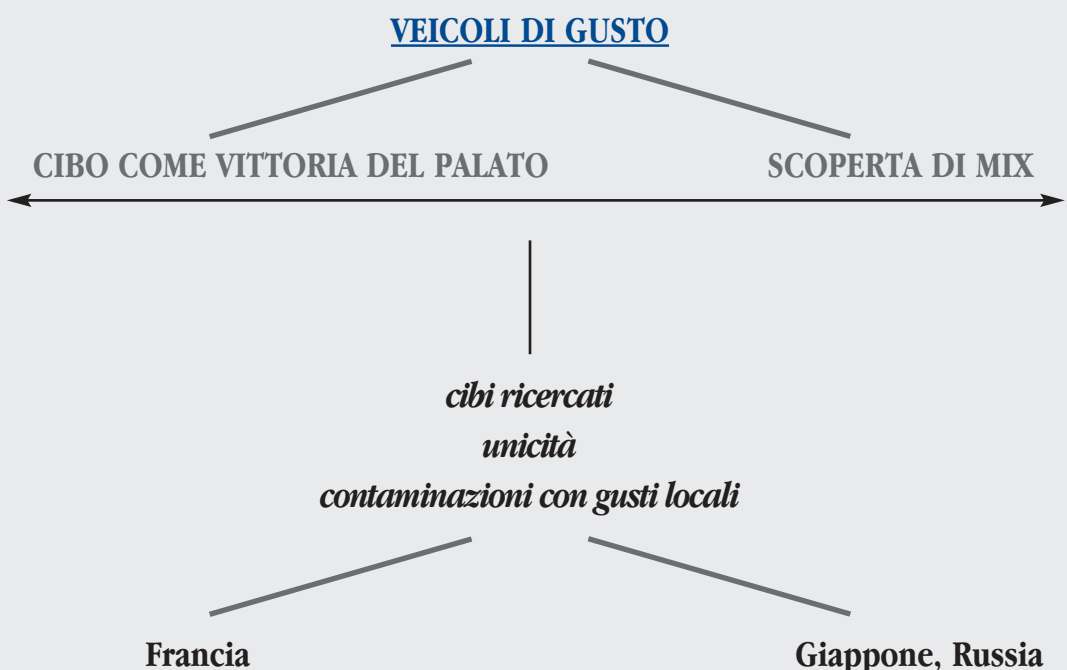 VEICOLI DI GUSTO
CIBO COME VITTORIA DEL PALATO SCOPERTA DI MIX
cibi ricercati
unicità
contaminazioni con gusti locali
Francia Giappone, Russia